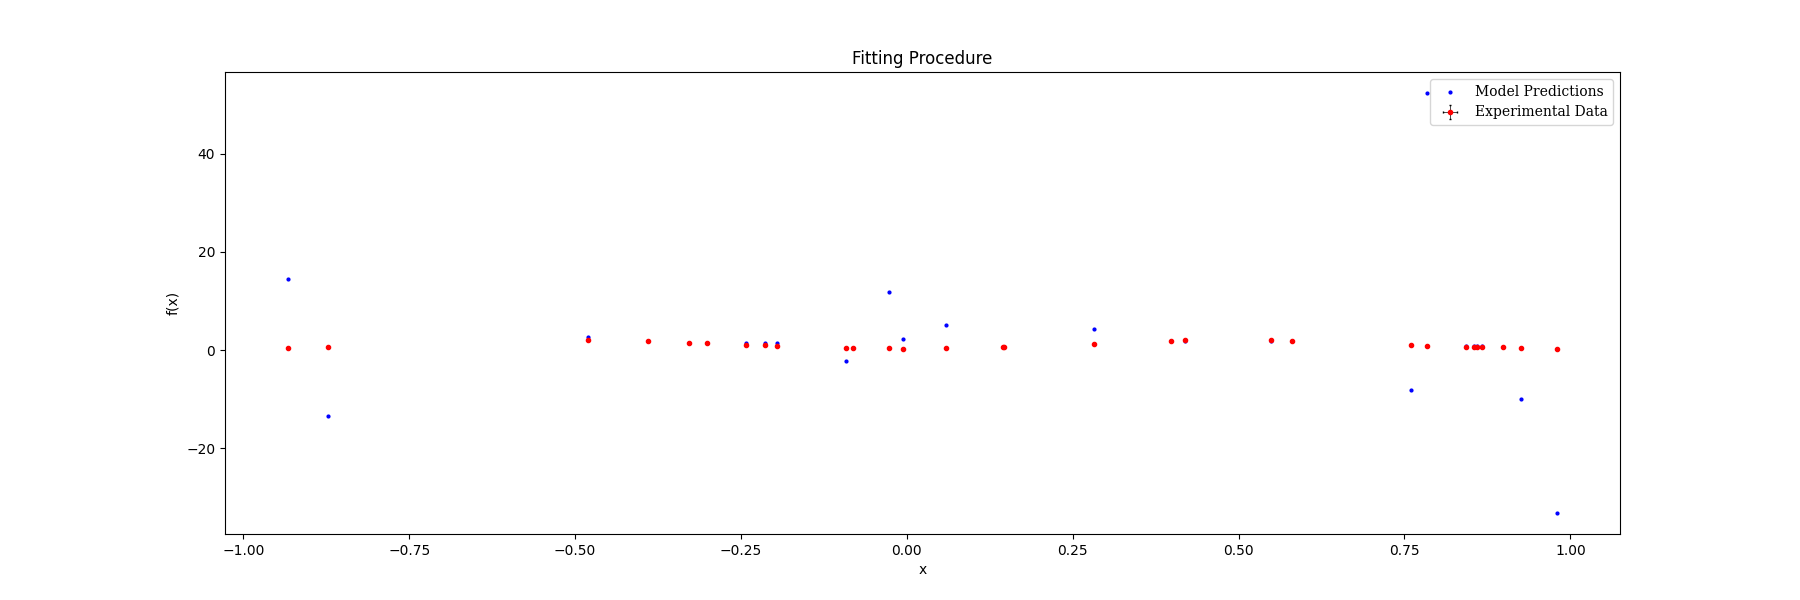 Fitting Procedure
Model Predictions
Experimental Data
f(x)
40
20
0
−20
−1.00
−0.75
−0.50
−0.25
0.00
0.25
0.50
0.75
1.00
x